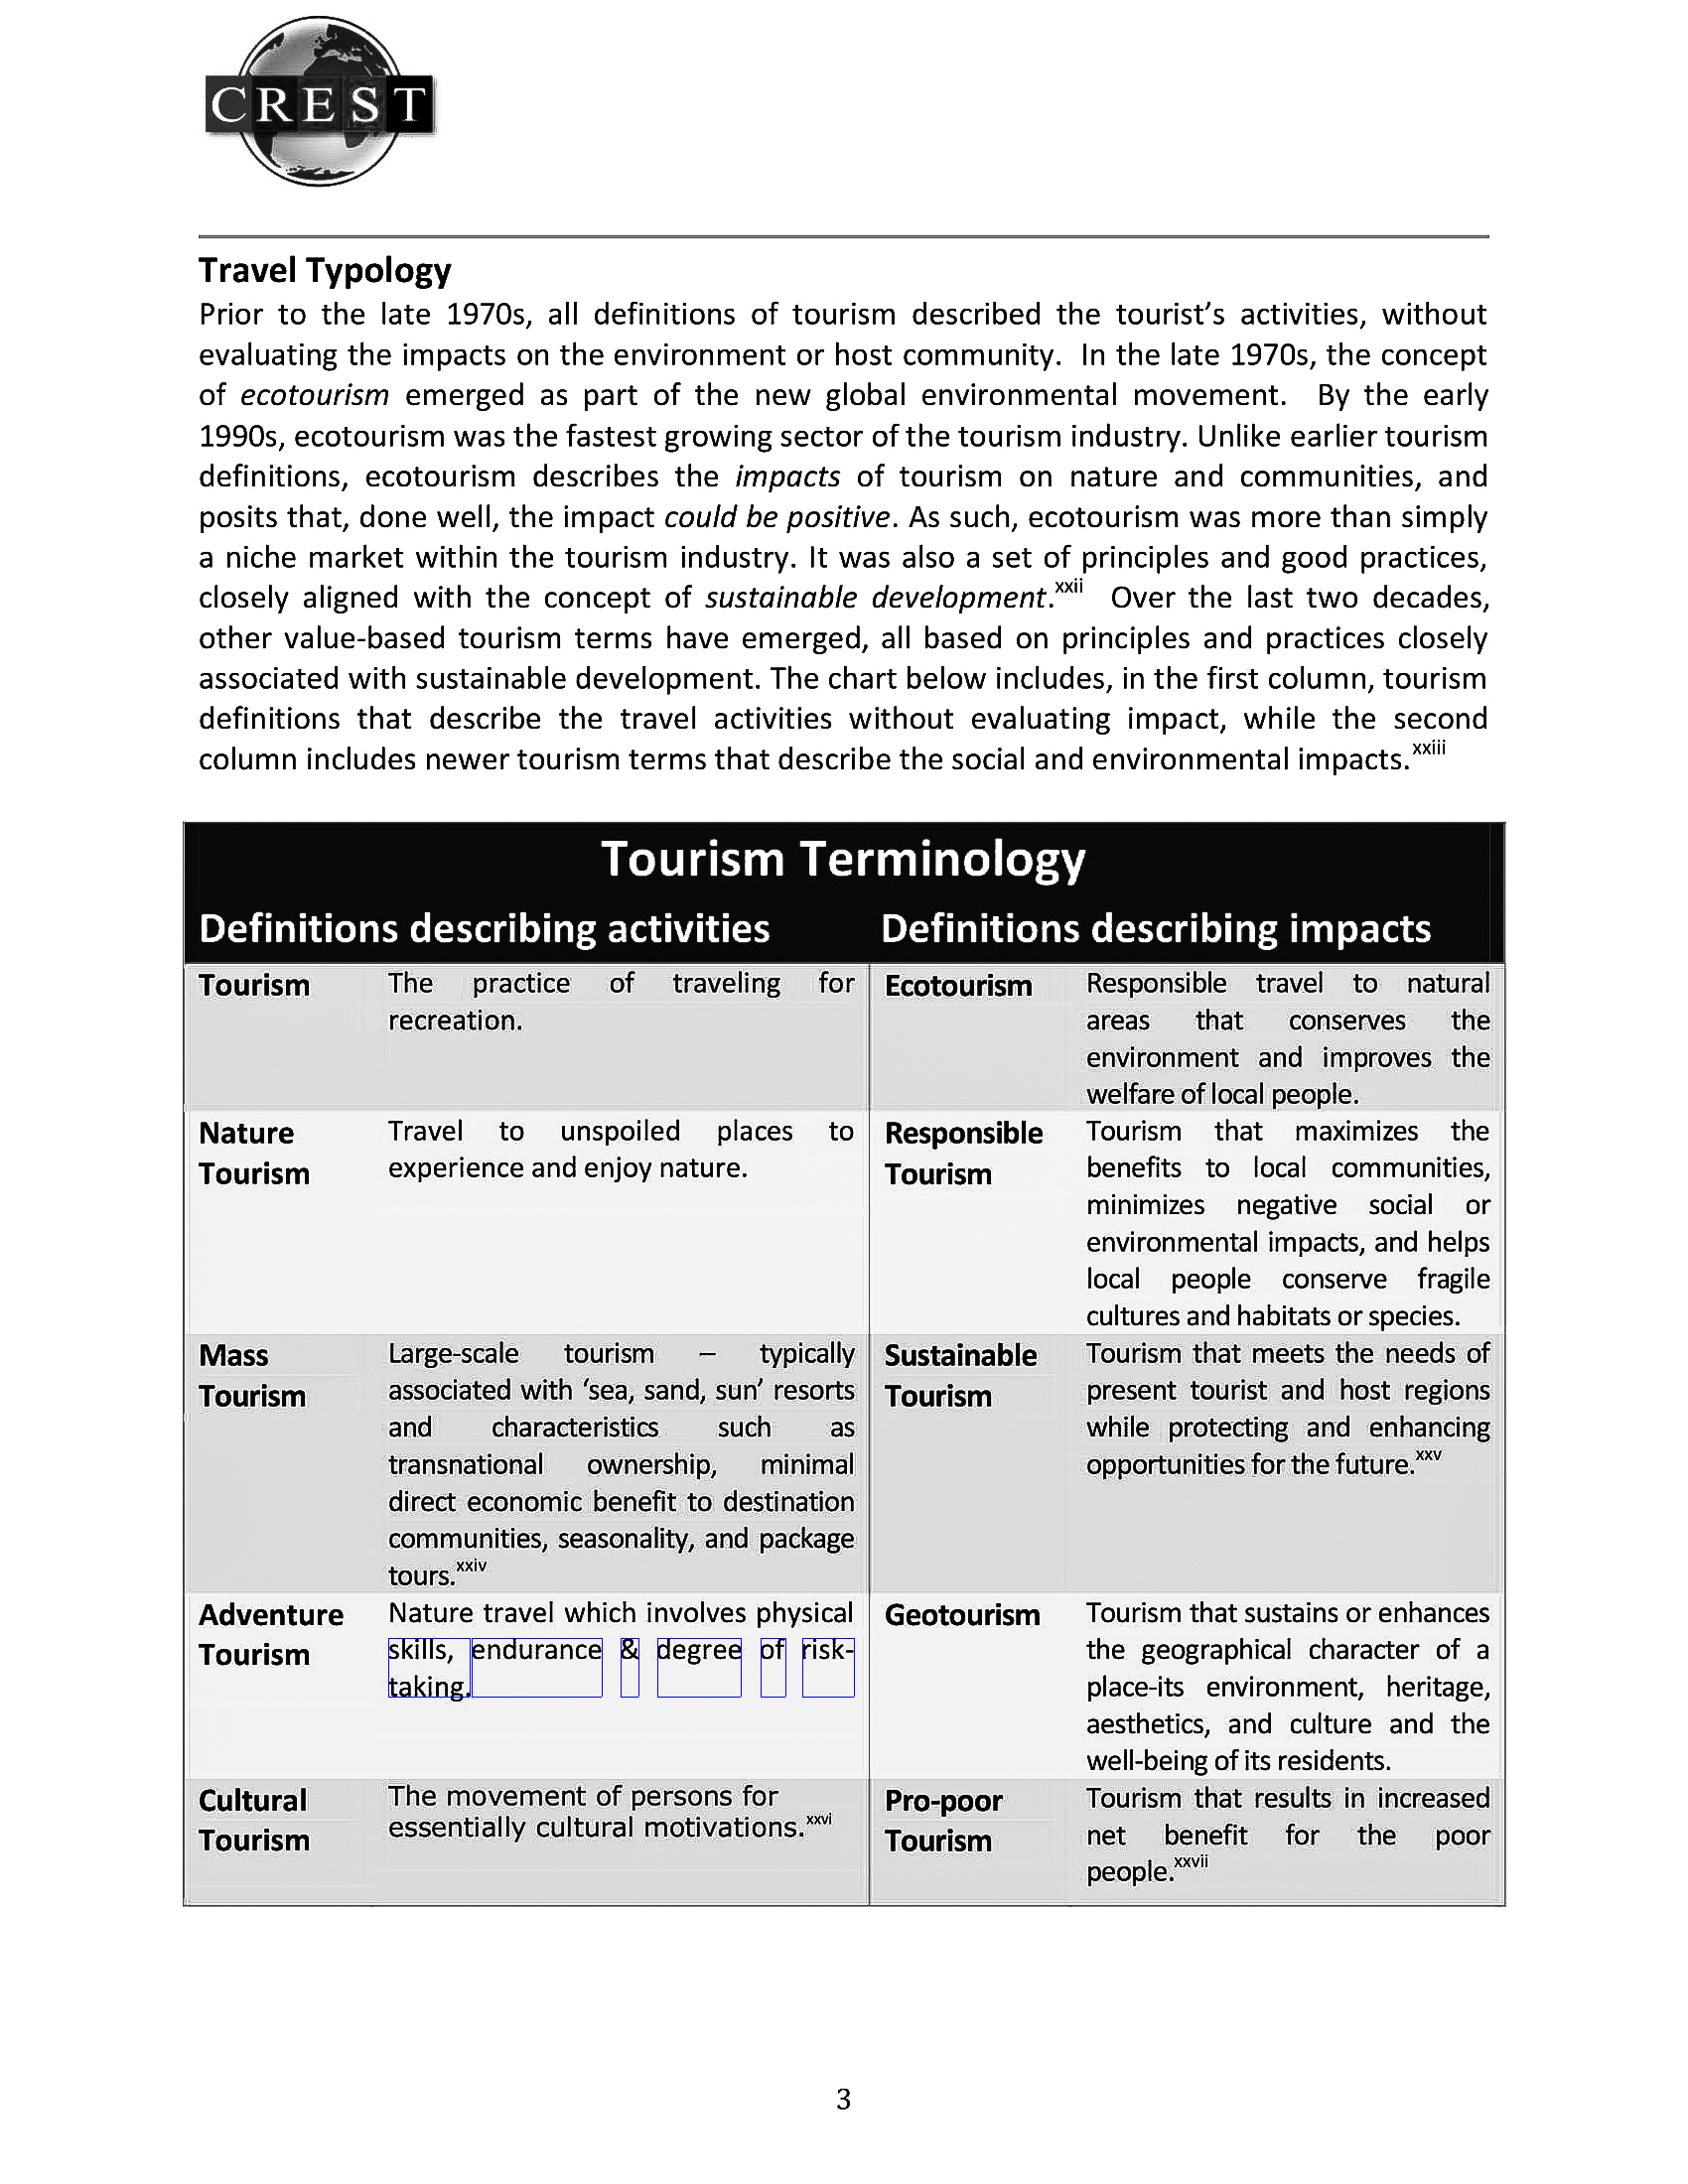 CREST
Travel Typology
Prior to the late 1970s, all definitions of tourism described the tourist’s activities, without
evaluating the impacts on the environment or host community.  In the late 1970s, the concept
of ecotourism emerged as part of the new global environmental movement.  By the early
1990s, ecotourism was the fastest growing sector of the tourism industry. Unlike earlier tourism
definitions, ecotourism describes the impacts of tourism on nature and communities, and
posits that, done well, the impact could be positive. As such, ecotourism was more than simply
a niche market within the tourism industry. It was also a set of principles and good practices,
closely aligned with the concept of sustainable development.xxii  Over the last two decades,
other value-based tourism terms have emerged, all based on principles and practices closely
associated with sustainable development. The chart below includes, in the first column, tourism
definitions that describe the travel activities without evaluating impact, while the second
column includes newer tourism terms that describe the social and environmental impacts.xxiii
Tourism Terminology
Definitions describing activities
Definitions describing impacts
Tourism
The practice of traveling for
recreation.
Ecotourism
Responsible travel to natural
areas that conserves the
environment and improves the
welfare of local people.
Nature
Tourism
Travel to unspoiled places to
experience and enjoy nature.
Responsible
Tourism
Tourism that maximizes the
benefits to local communities,
minimizes negative social or
environmental impacts, and helps
local people conserve fragile
cultures and habitats or species.
Mass
Tourism
Large-scale tourism – typically
associated with ‘sea, sand, sun’ resorts
and characteristics such as
transnational ownership, minimal
direct economic benefit to destination
communities, seasonality, and package
tours.xxiv
Sustainable
Tourism
Tourism that meets the needs of
present tourist and host regions
while protecting and enhancing
opportunities for the future.xxv
Adventure
Tourism
Nature travel which involves physical
skills, endurance & degree of risk-
taking.
Geotourism
Tourism that sustains or enhances
the geographical character of a
place-its environment, heritage,
aesthetics, and culture and the
well-being of its residents.
Cultural
Tourism
The movement of persons for
essentially cultural motivations.xxvi
Pro-poor
Tourism
Tourism that results in increased
net benefit for the poor
people.xxvii
3